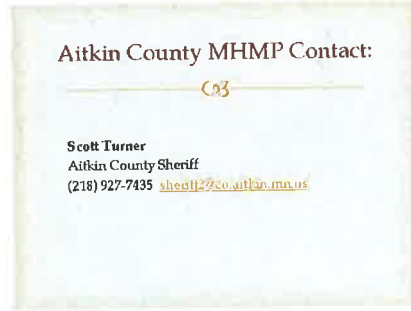 Aitkin County MHMP Contact:
Scott Turner
Aitkin County Sheriff
(218) 927-7435